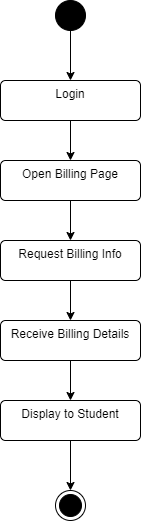 Login
Open Billing Page
Request Billing Info
Receive Billing Details
Display to Student